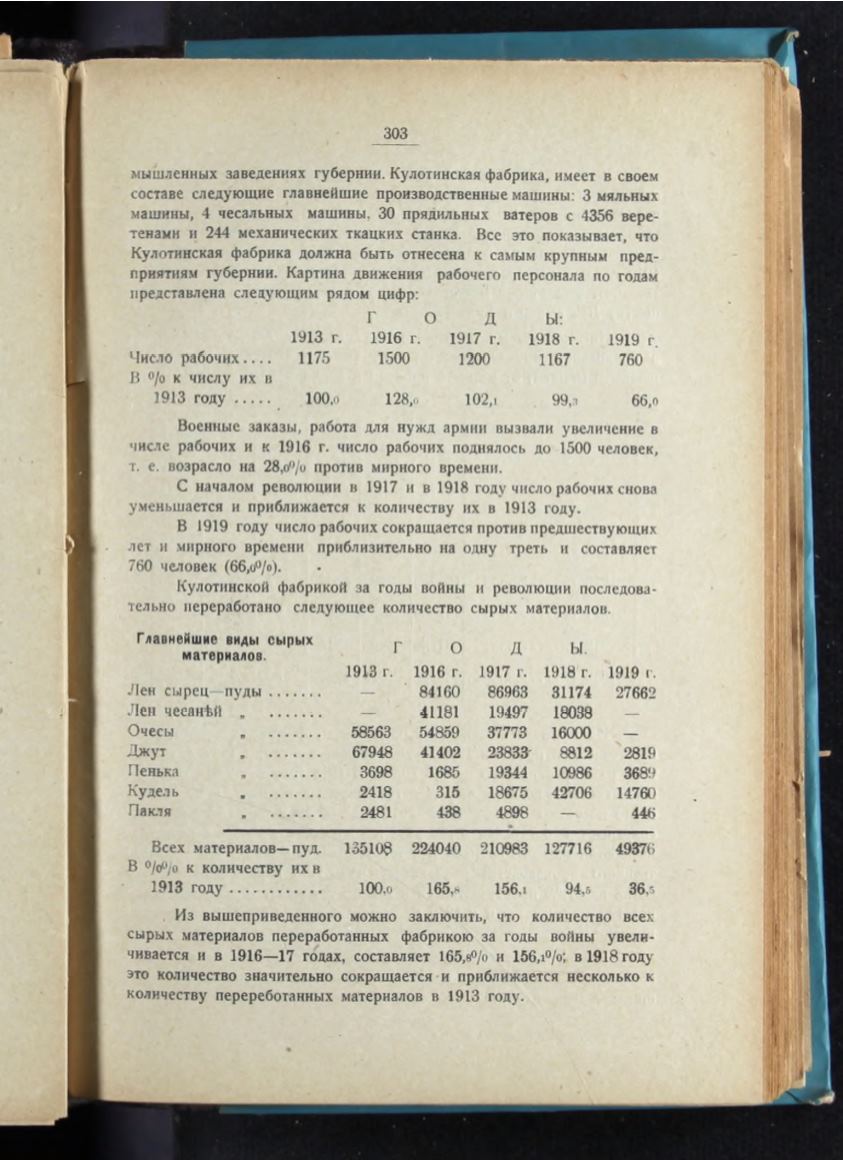 303
мышленных заведениях губернии. Кулотинская фабрика, имеет в своем
составе следующие главнейшие производственные машины: 3 мяльных
машины, 4 чесальных машины, 30 прядильных ватеров с 4356 вере-
тенами и 244 механических ткацких станка. Все это показывает, что
Кулотинская фабрика должна быть отнесена к самым крупным пред-
приятиям губернии. Картина движения рабочего персонала по годам
представлена следующим рядом цифр:
Г О Д Ы:
1913 г. 1916 г. 1917 г. 1918 г. 1919 г.
Число рабочих.... 1175 1500 1200 1167 760
В % к числу их в
1913 году ..... 100,0 128,0 102,1 99,3 66,0
Военные заказы, работа для нужд армии вызвали увеличение в
числе рабочих и к 1916 г. число рабочих поднялось до 1500 человек,
т. е. возрасло на 28,0% против мирного времени.
С началом революции в 1917 и в 1918 году число рабочих снова
уменьшается и приближается к количеству их в 1913 году.
В 1919 году число рабочих сокращается против предшествующих
лет и мирного времени приблизительно на одну треть и составляет
760 человек (66,0%).
Кулотинской фабрикой за годы войны и революции последова-
тельно переработано следующее количество сырых материалов.
Главнейшие виды сырых
материалов.
Г О Д Ы.
1913 г. 1916 г. 1917 г. 1918 г. 1919 г.
Лен сырец—пуды ....... — 84160 86963 31174 27662
Лен чесанѣй „ ....... — 41181 19497 18038 —
Очесы „ ....... 58563 54859 37773 16000 —
Джут „ ....... 67948 41402 23833 8812 2819
Пенька „ ....... 3698 1685 19344 10986 3689
Кудель „ ....... 2418 315 18675 42706 14760
Пакля „ ....... 2481 438 4898 — 446
Всех материалов—пуд. 135108 224040 210983 127716 49376
В %% к количеству их в
1913 году ............ 100,0 165,8 156,1 94,5 36,5
Из вышеприведенного можно заключить, что количество всех
сырых материалов переработанных фабрикою за годы войны увели-
чивается и в 1916—17 годах, составляет 165,8% и 156,1%; в 1918 году
это количество значительно сокращается и приближается несколько к
количеству переработанных материалов в 1913 году.